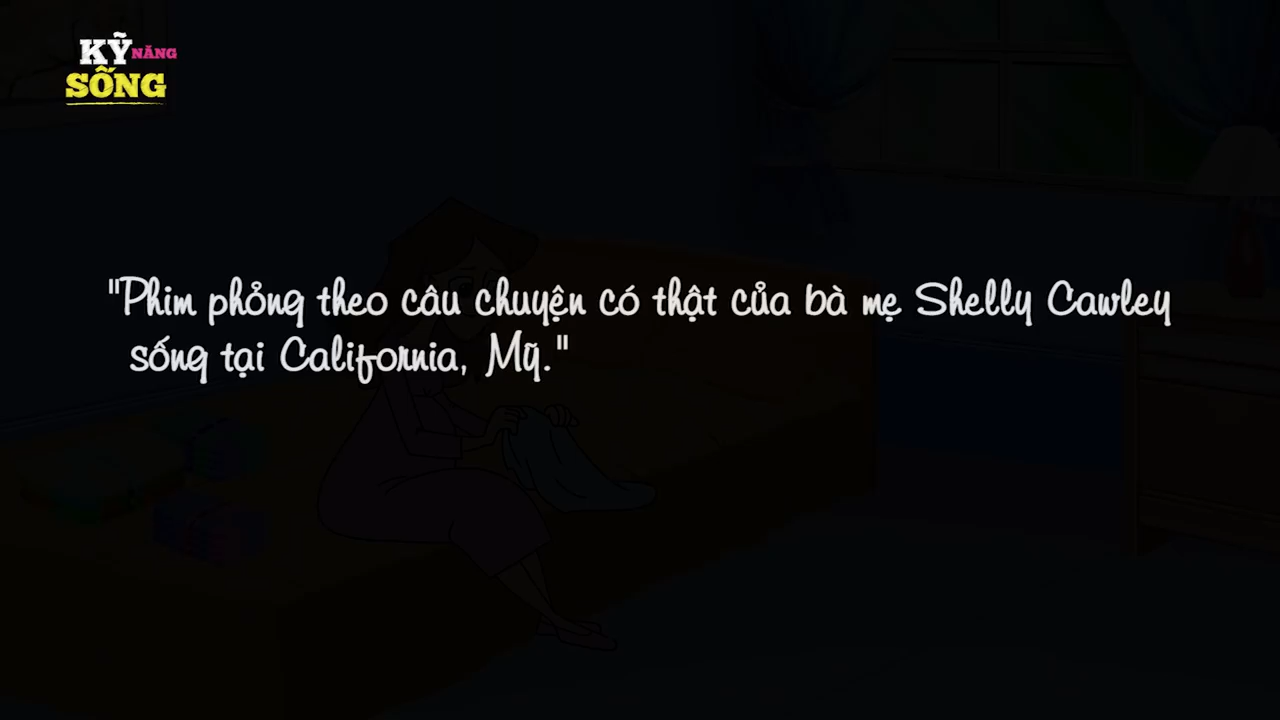 KỸ NĂNG
SỐNG
"Phim phỏng theo câu chuyện có thật của bà mẹ Shelly Cawley
sống tại California, Mỹ."